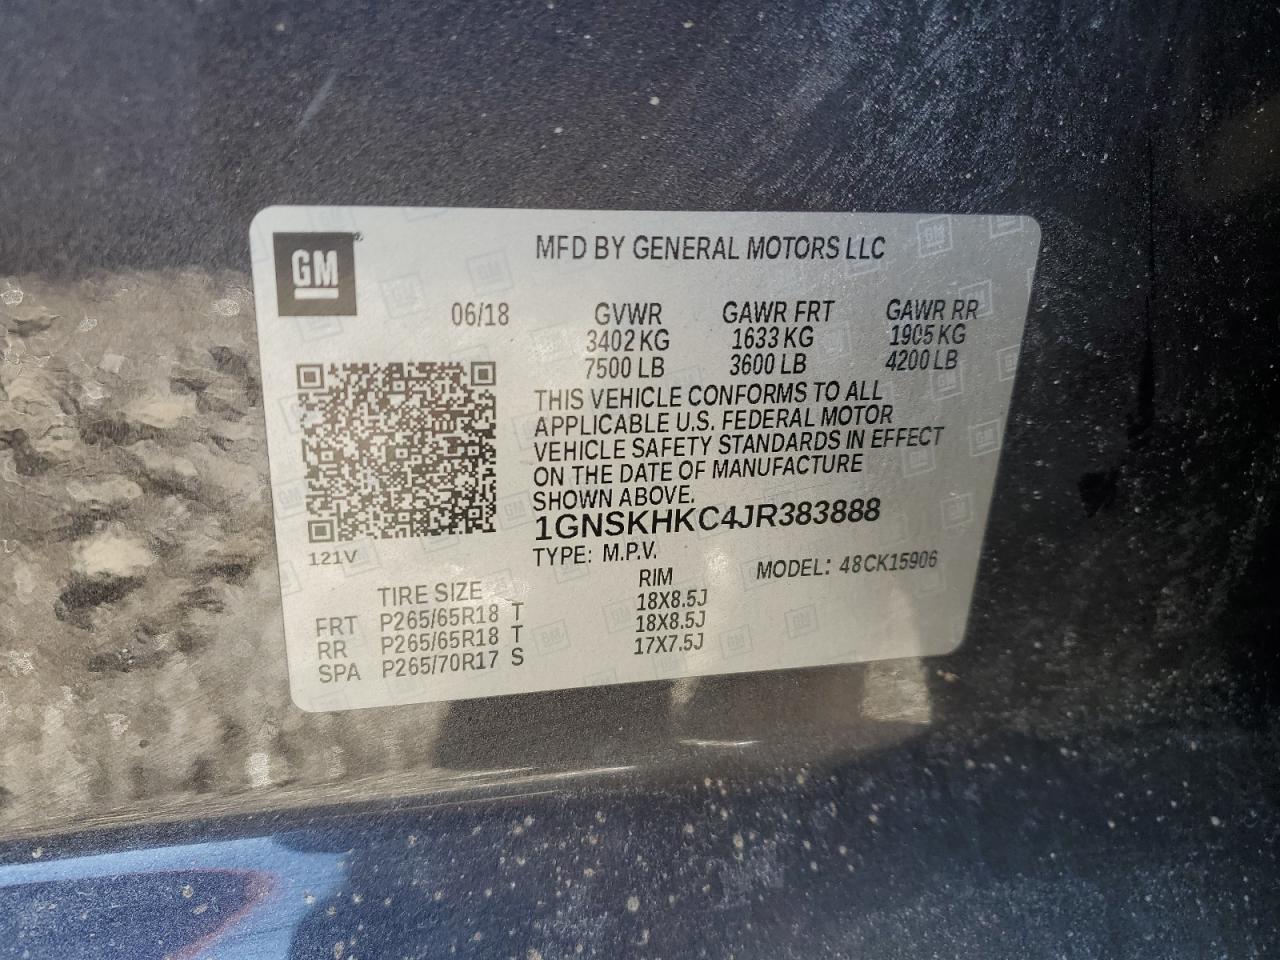 GM
MFD BY GENERAL MOTORS LLC
06/18 GVWR GAWR FRT GAWR RR
3402 KG 1633 KG 1905 KG
7500 LB 3600 LB 4200 LB
THIS VEHICLE CONFORMS TO ALL
APPLICABLE U.S. FEDERAL MOTOR
VEHICLE SAFETY STANDARDS IN EFFECT
ON THE DATE OF MANUFACTURE
SHOWN ABOVE.
1GNSKHKC4JR383888
121V
TYPE: M.P.V. MODEL: 48CK15906
TIRE SIZE RIM
FRT P265/65R18 T 18X8.5J
RR P265/65R18 T 18X8.5J
SPA P265/70R17 S 17X7.5J